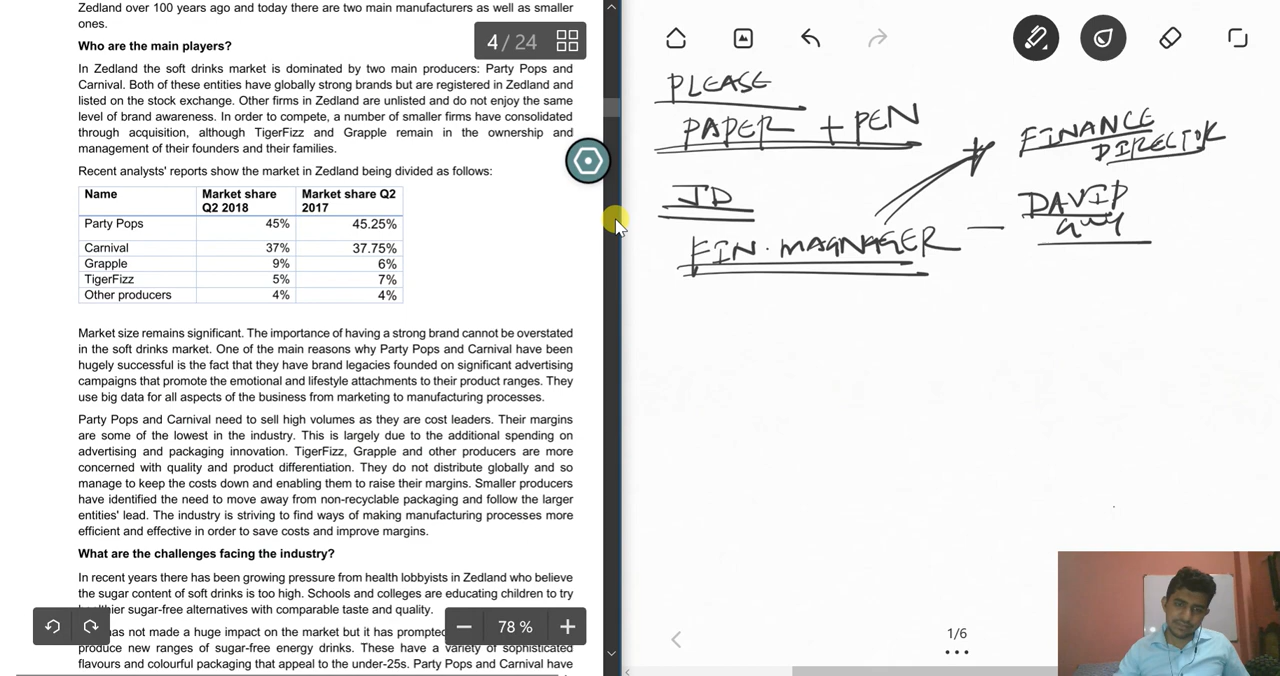 Zedland over 100 years ago and today there are two main manufacturers as well as smaller
ones.
Who are the main players?
In Zedland the soft drinks market is dominated by two main producers: Party Pops and
Carnival. Both of these entities have globally strong brands but are registered in Zedland and
listed on the stock exchange. Other firms in Zedland are unlisted and do not enjoy the same
level of brand awareness. In order to compete, a number of smaller firms have consolidated
through acquisition, although TigerFizz and Grapple remain in the ownership and
management of their founders and their families.
Recent analysts' reports show the market in Zedland being divided as follows:
Name Market share Q2 2018 Market share Q2 2017
Party Pops 45% 45.25%
Carnival 37% 37.75%
Grapple 9% 6%
TigerFizz 5% 7%
Other producers 4% 4%
Market size remains significant. The importance of having a strong brand cannot be overstated
in the soft drinks market. One of the main reasons why Party Pops and Carnival have been
hugely successful is the fact that they have brand legacies founded on significant advertising
campaigns that promote the emotional and lifestyle attachments to their product ranges. They
use big data for all aspects of the business from marketing to manufacturing processes.
Party Pops and Carnival need to sell high volumes as they are cost leaders. Their margins
are some of the lowest in the industry. This is largely due to the additional spending on
advertising and packaging innovation. TigerFizz, Grapple and other producers are more
concerned with quality and product differentiation. They do not distribute globally and so
manage to keep the costs down and enabling them to raise their margins. Smaller producers
have identified the need to move away from non-recyclable packaging and follow the larger
entities' lead. The industry is striving to find ways of making manufacturing processes more
efficient and effective in order to save costs and improve margins.
What are the challenges facing the industry?
In recent years there has been growing pressure from health lobbyists in Zedland who believe
the sugar content of soft drinks is too high. Schools and colleges are educating children to try
sugar-free alternatives with comparable taste and quality.
has not made a huge impact on the market but it has prompted
produce new ranges of sugar-free energy drinks. These have a variety of sophisticated
flavours and colourful packaging that appeal to the under-25s. Party Pops and Carnival have
4 / 24
78 %
PLEASE
PAPER + PEN
JD
FIN. MAGNAGER —
FINANCE
DIRECTOR
DAVID
1/6